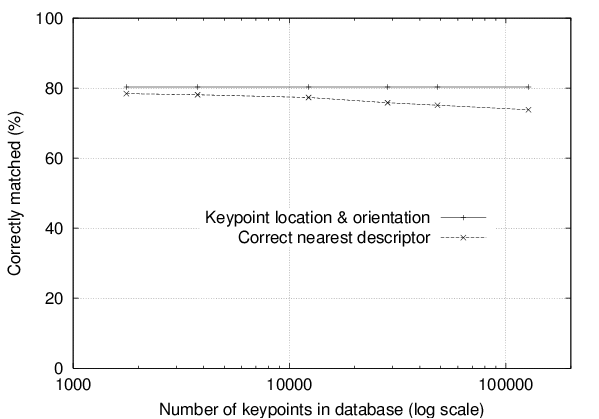 100
80
60
40
20
0
1000
10000
100000
Correctly matched (%)
Keypoint location & orientation
Correct nearest descriptor
Number of keypoints in database (log scale)